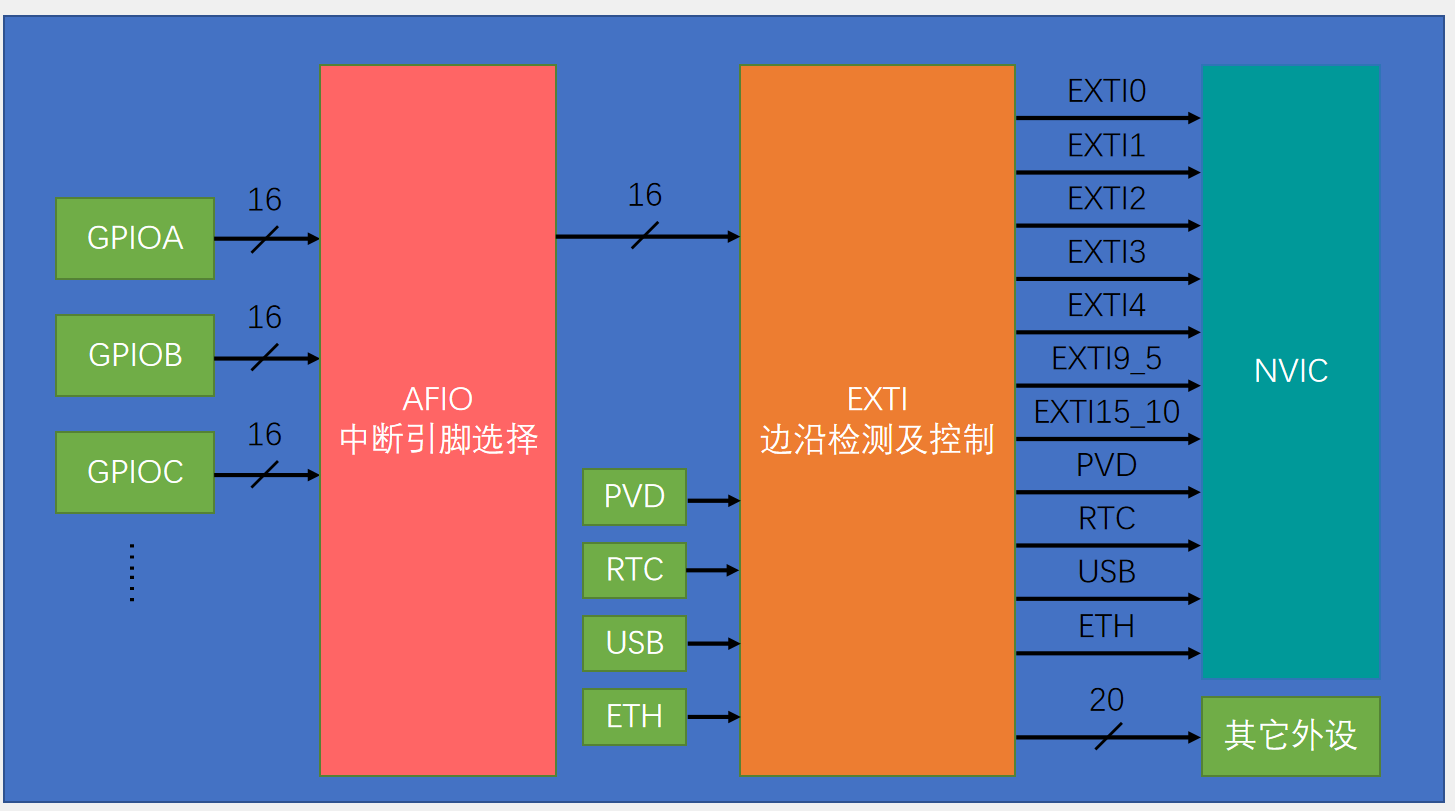 16
GPIOA
16
GPIOB
16
GPIOC
AFIO
中断引脚选择
16
PVD
RTC
USB
ETH
EXTI
边沿检测及控制
EXTI0
EXTI1
EXTI2
EXTI3
EXTI4
EXTI9_5
EXTI15_10
PVD
RTC
USB
ETH
20
NVIC
其它外设